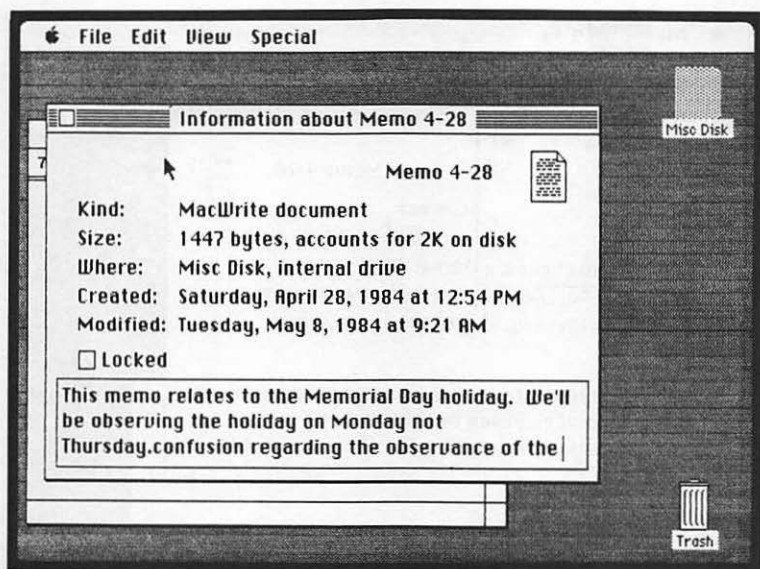 File Edit View Special
Information about Memo 4-28
Misc Disk
7
Memo 4-28
Kind: MacWrite document
Size: 1447 bytes, accounts for 2K on disk
Where: Misc Disk, internal drive
Created: Saturday, April 28, 1984 at 12:54 PM
Modified: Tuesday, May 8, 1984 at 9:21 AM
Locked
This memo relates to the Memorial Day holiday. We'll
be observing the holiday on Monday not
Thursday.confusion regarding the observance of the
Trash